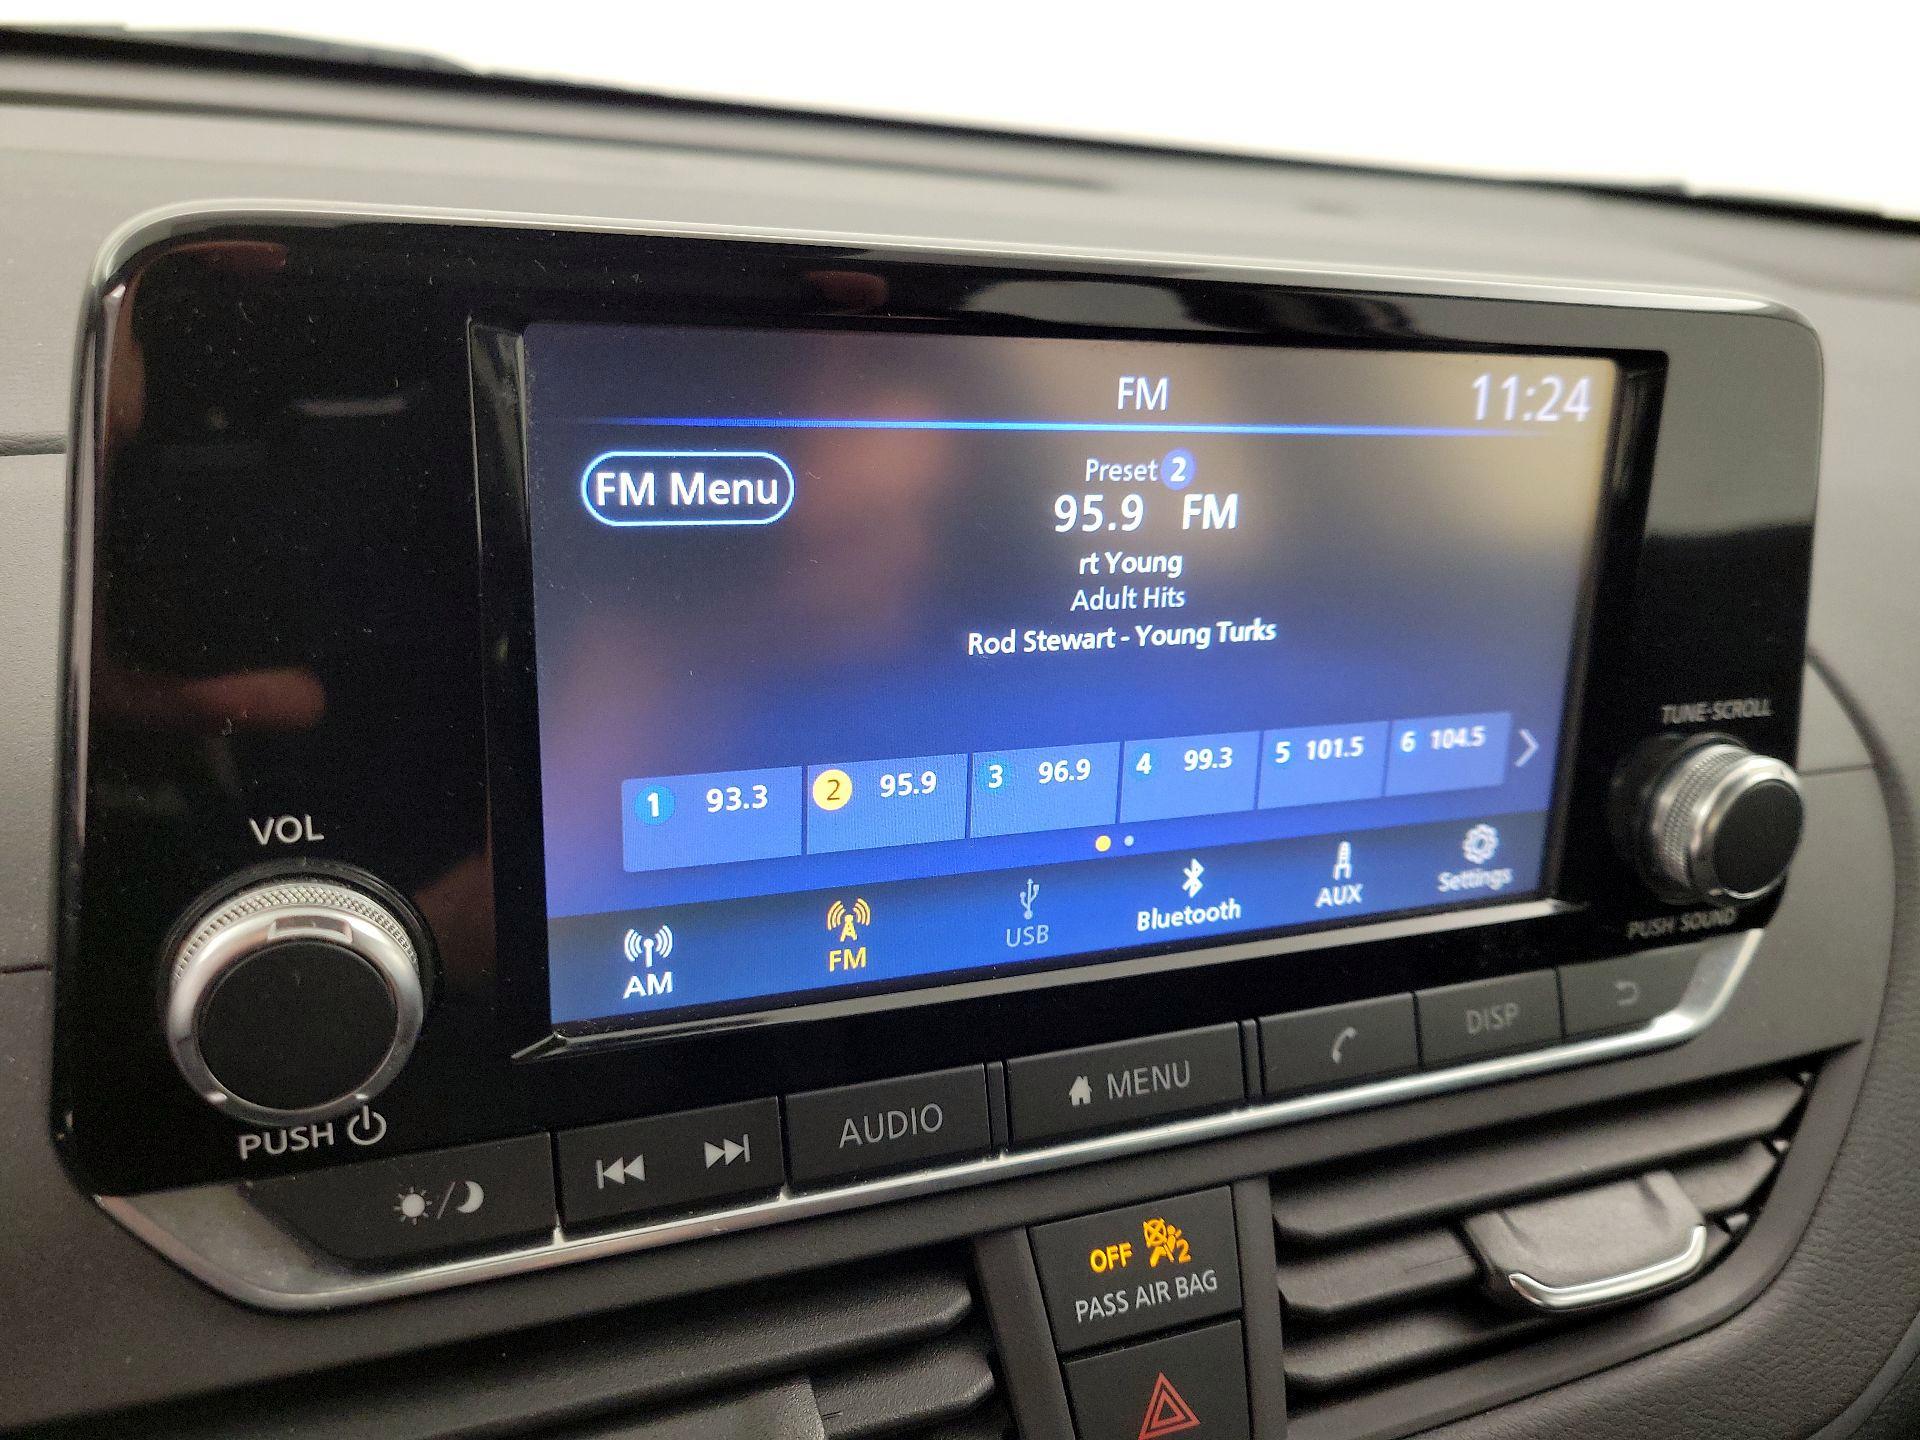 FM
11:24
FM Menu
Preset 2
95.9 FM
rt Young
Adult Hits
Rod Stewart - Young Turks
1 93.3
2 95.9
3 96.9
4 99.3
5 101.5
6 104.5
AM
FM
USB
Bluetooth
AUX
Settings
VOL
PUSH
TUNE·SCROLL
PUSH SOUND
AUDIO
MENU
DISP
OFF 2
PASS AIR BAG